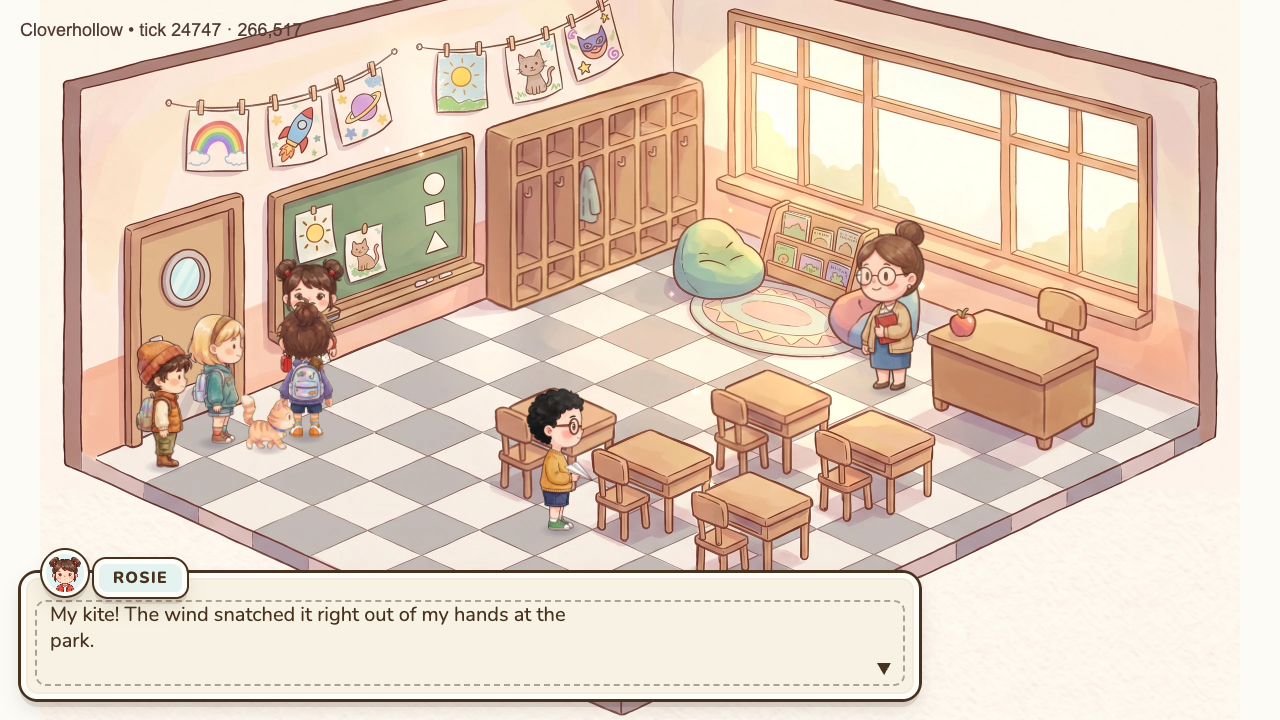 Cloverhollow • tick 24747 · 266,517
ROSIE
My kite! The wind snatched it right out of my hands at the
park.